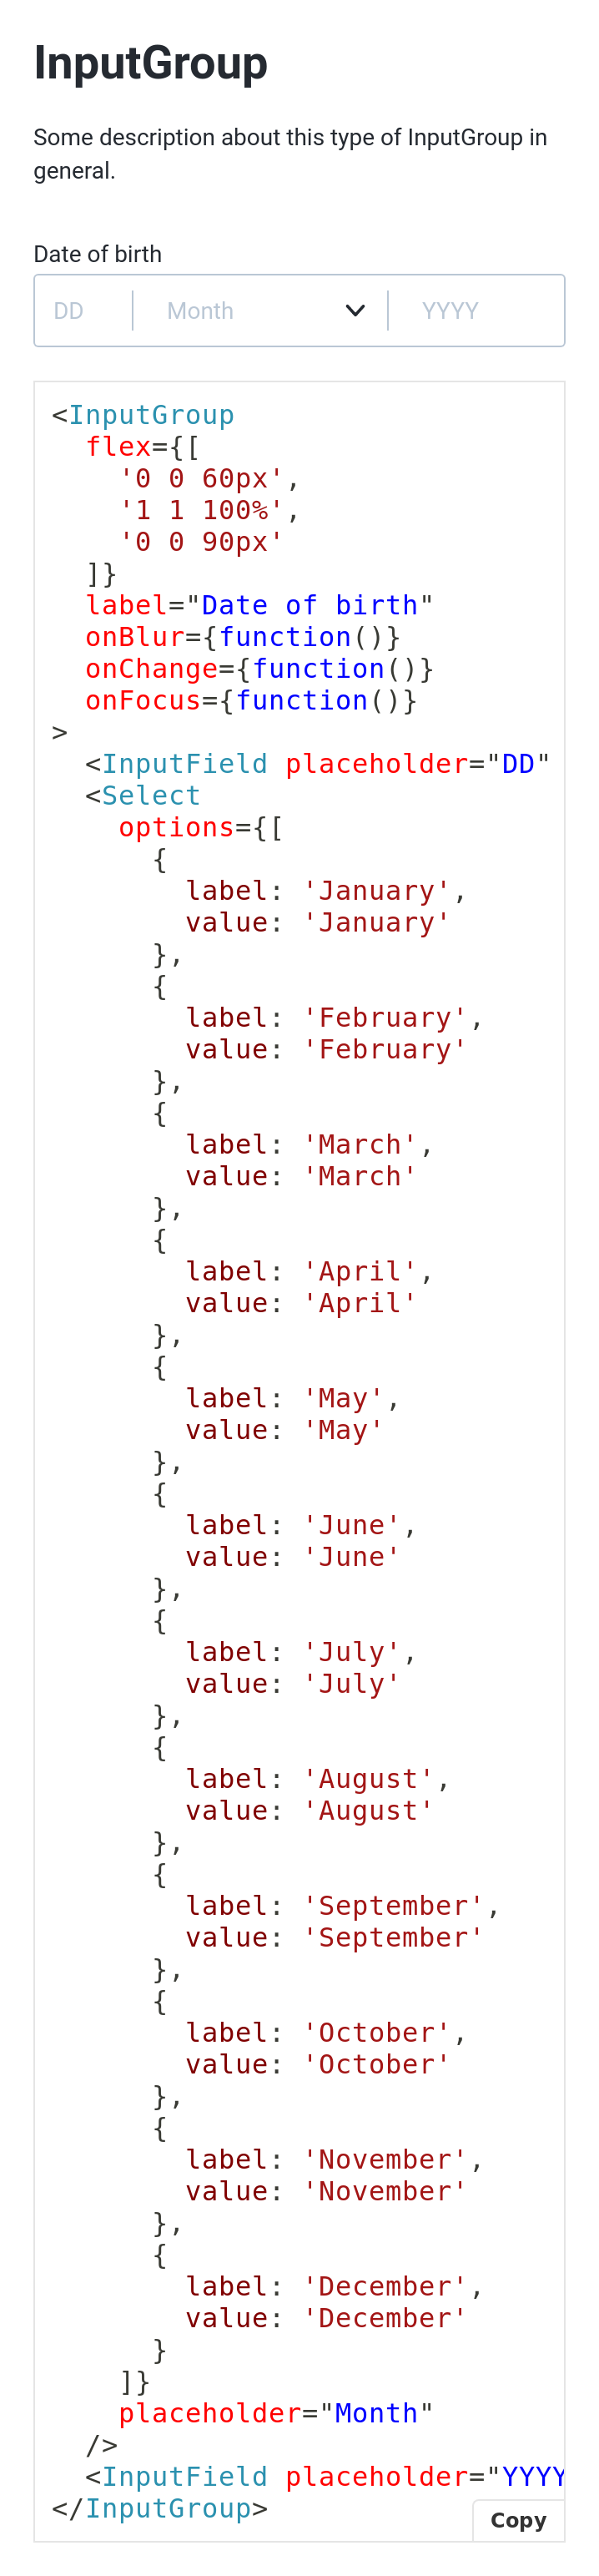 InputGroup
Some description about this type of InputGroup in
general.
Date of birth
DD Month YYYY
<InputGroup
  flex={[
    '0 0 60px',
    '1 1 100%',
    '0 0 90px'
  ]}
  label="Date of birth"
  onBlur={function()}
  onChange={function()}
  onFocus={function()}
>
  <InputField placeholder="DD"
  <Select
    options={[
      {
        label: 'January',
        value: 'January'
      },
      {
        label: 'February',
        value: 'February'
      },
      {
        label: 'March',
        value: 'March'
      },
      {
        label: 'April',
        value: 'April'
      },
      {
        label: 'May',
        value: 'May'
      },
      {
        label: 'June',
        value: 'June'
      },
      {
        label: 'July',
        value: 'July'
      },
      {
        label: 'August',
        value: 'August'
      },
      {
        label: 'September',
        value: 'September'
      },
      {
        label: 'October',
        value: 'October'
      },
      {
        label: 'November',
        value: 'November'
      },
      {
        label: 'December',
        value: 'December'
      }
    ]}
    placeholder="Month"
  />
  <InputField placeholder="YYYY
</InputGroup>
Copy